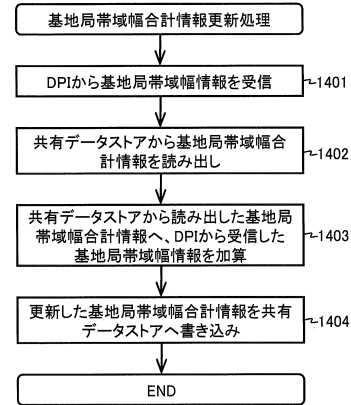 基地局帯域幅合計情報更新処理
DPIから基地局帯域幅情報を受信
1401
共有データストアから基地局帯域幅合
計情報を読み出し
1402
共有データストアから読み出した基地局
帯域幅合計情報へ、DPIから受信した
基地局帯域幅情報を加算
1403
更新した基地局帯域幅合計情報を共有
データストアへ書き込み
1404
END